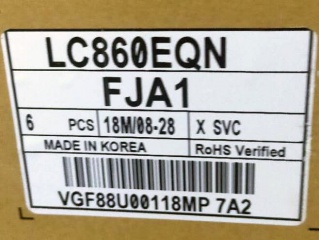 LC860EQN
FJA1
6 PCS 18M/08-28 X SVC
MADE IN KOREA RoHS Verified
VGF88U00118MP 7A2